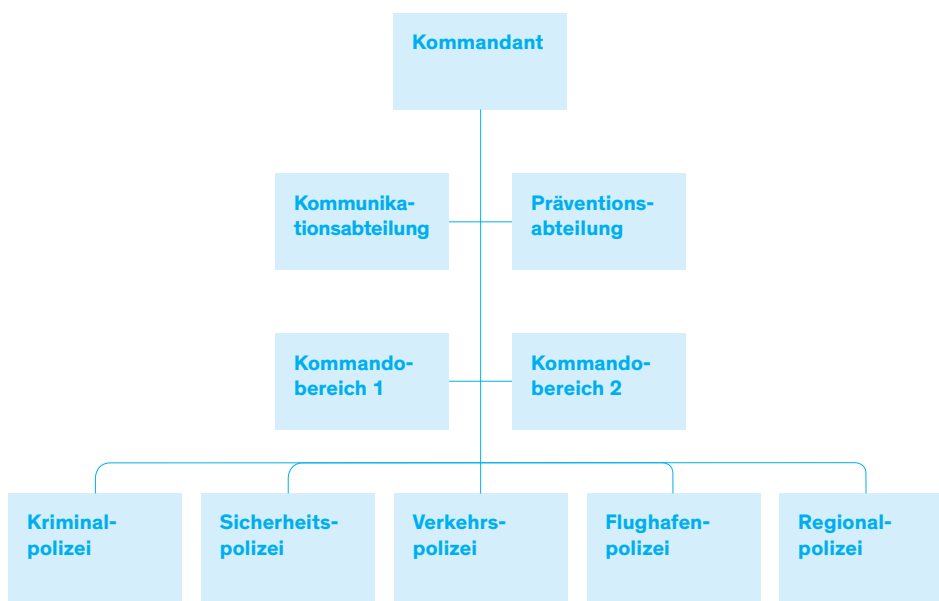 Kommandant
Kommunika-
tionsabteilung
Präventions-
abteilung
Kommando-
bereich 1
Kommando-
bereich 2
Kriminal-
polizei
Sicherheits-
polizei
Verkehrs-
polizei
Flughafen-
polizei
Regional-
polizei